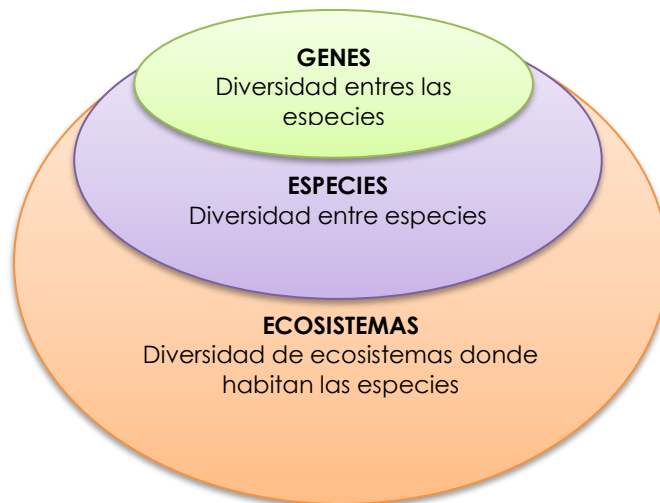 GENES
Diversidad entres las
especies
ESPECIES
Diversidad entre especies
ECOSISTEMAS
Diversidad de ecosistemas donde
habitan las especies